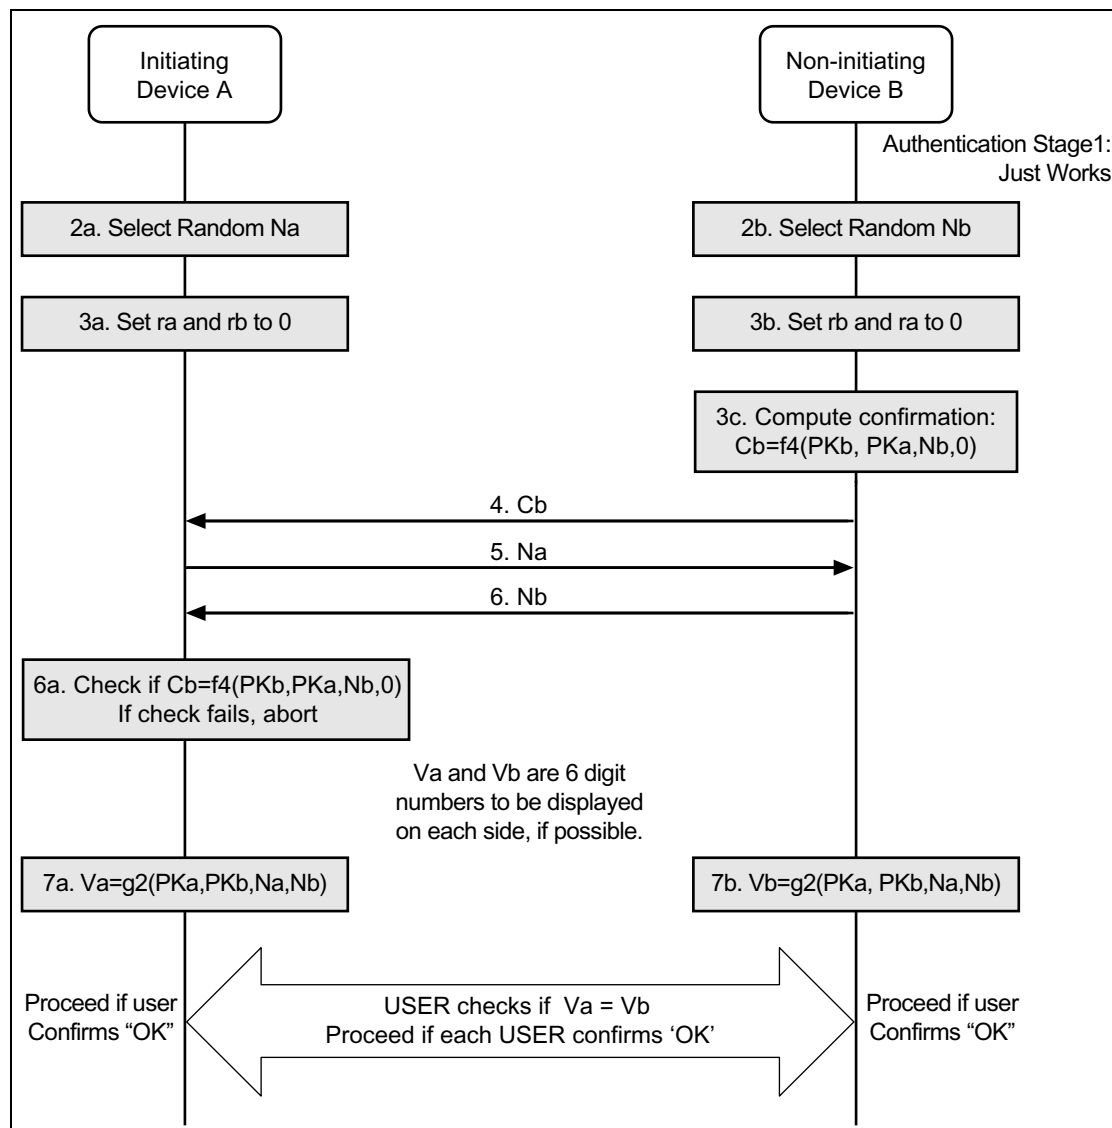 Initiating
Device A
Non-initiating
Device B
Authentication Stage1:
Just Works
2a. Select Random Na
2b. Select Random Nb
3a. Set ra and rb to 0
3b. Set rb and ra to 0
3c. Compute confirmation:
Cb=f4(PKb, PKa,Nb,0)
4. Cb
5. Na
6. Nb
6a. Check if Cb=f4(PKb,PKa,Nb,0)
If check fails, abort
Va and Vb are 6 digit
numbers to be displayed
on each side, if possible.
7a. Va=g2(PKa,PKb,Na,Nb)
7b. Vb=g2(PKa, PKb,Na,Nb)
Proceed if user
Confirms “OK”
USER checks if  Va = Vb
Proceed if each USER confirms ‘OK’
Proceed if user
Confirms “OK”